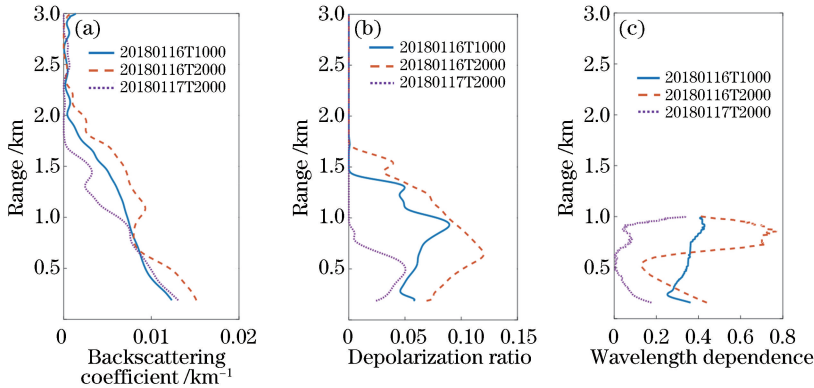 (a)
20180116T1000
20180116T2000
20180117T2000
3.0
2.5
2.0
1.5
1.0
0.5
Range /km
0
0.01
0.02
Backscattering
coefficient /km⁻¹
(b)
20180116T1000
20180116T2000
20180117T2000
3.0
2.5
2.0
1.5
1.0
0.5
Range /km
0
0.05
0.10
0.15
Depolarization ratio
(c)
20180116T1000
20180116T2000
20180117T2000
3.0
2.5
2.0
1.5
1.0
0.5
Range /km
0
0.2
0.4
0.6
0.8
Wavelength dependence